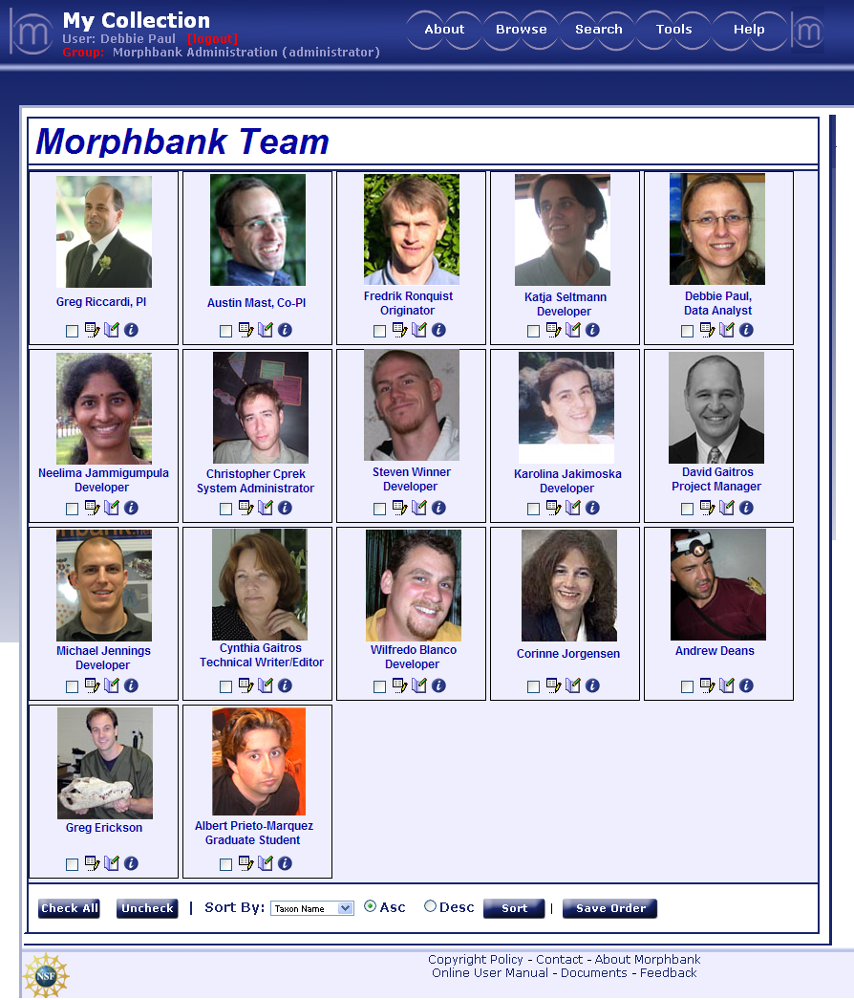 m
My Collection
User: Debbie Paul [logout]
Group: Morphbank Administration (administrator)
About Browse Search Tools Help
m
Morphbank Team
Greg Riccardi, PI
Austin Mast, Co-PI
Fredrik Ronquist
Originator
Katja Seltmann
Developer
Debbie Paul,
Data Analyst
Neelima Jammigumpula
Developer
Christopher Cprek
System Administrator
Steven Winner
Developer
Karolina Jakimoska
Developer
David Gaitros
Project Manager
Michael Jennings
Developer
Cynthia Gaitros
Technical Writer/Editor
Wilfredo Blanco
Developer
Corinne Jorgensen
Andrew Deans
Greg Erickson
Albert Prieto-Marquez
Graduate Student
Check All Uncheck | Sort By: Taxon Name Asc Desc Sort | Save Order
NSF
Copyright Policy - Contact - About Morphbank
Online User Manual - Documents - Feedback